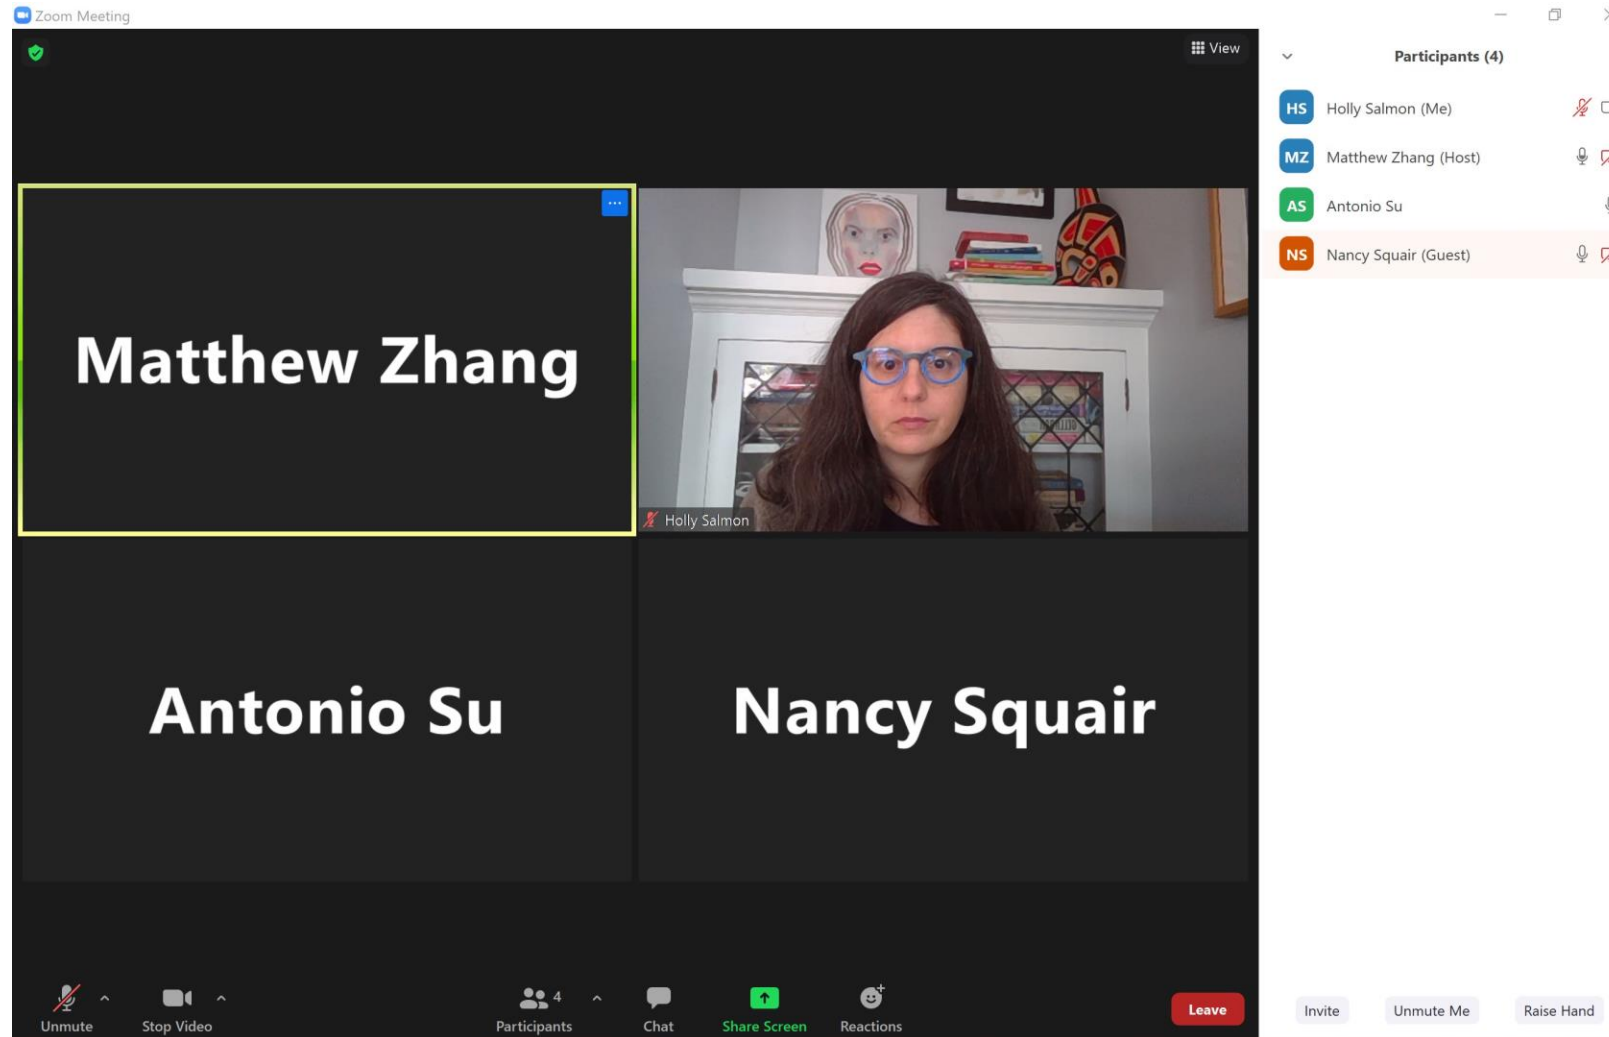 Zoom Meeting
View
Participants (4)
HS Holly Salmon (Me)
MZ Matthew Zhang (Host)
AS Antonio Su
NS Nancy Squair (Guest)
Matthew Zhang
Holly Salmon
Antonio Su
Nancy Squair
4
Unmute
Stop Video
Participants
Chat
Share Screen
Reactions
Leave
Invite
Unmute Me
Raise Hand